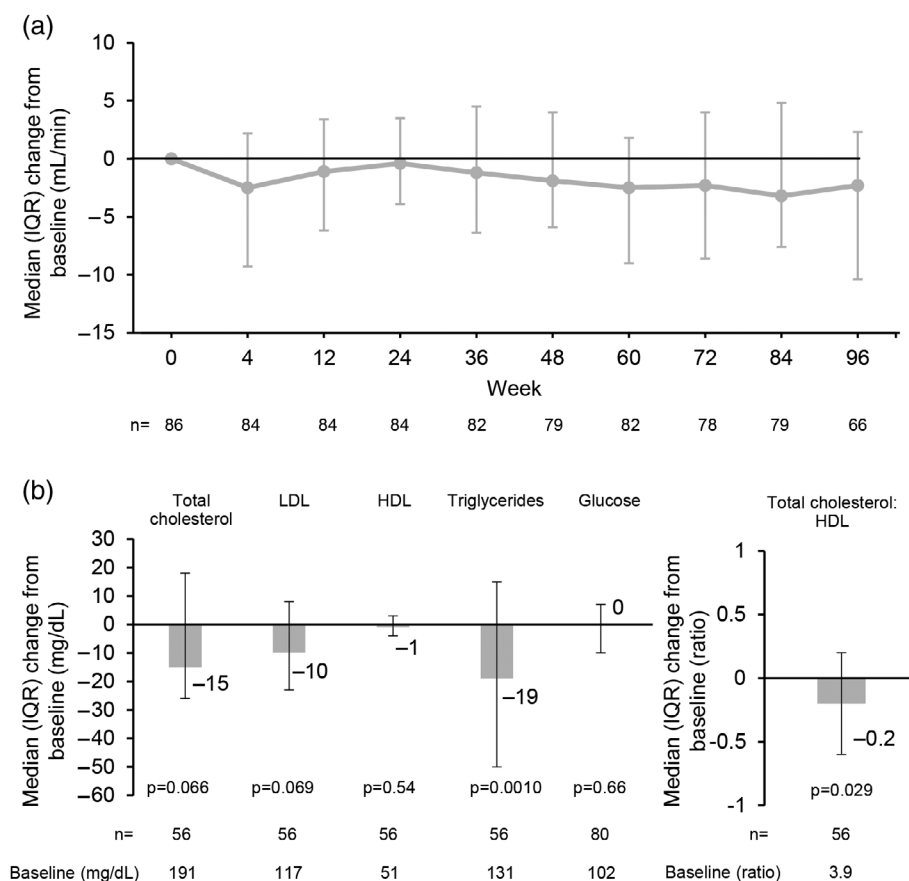 (a)
Median (IQR) change from
baseline (mL/min)
10
5
0
–5
–10
–15
0 4 12 24 36 48 60 72 84 96
Week
n= 86 84 84 84 82 79 82 78 79 66
(b)
Total
cholesterol
LDL
HDL
Triglycerides
Glucose
Median (IQR) change from
baseline (mg/dL)
30
20
10
0
–10
–20
–30
–40
–50
–60
–15
–10
–1
–19
0
p=0.066 p=0.069 p=0.54 p=0.0010 p=0.66
n= 56 56 56 56 80
Baseline (mg/dL) 191 117 51 131 102
Total cholesterol:
HDL
Median (IQR) change from
baseline (ratio)
1
0.5
0
-0.5
-1
–0.2
p=0.029
n= 56
Baseline (ratio) 3.9